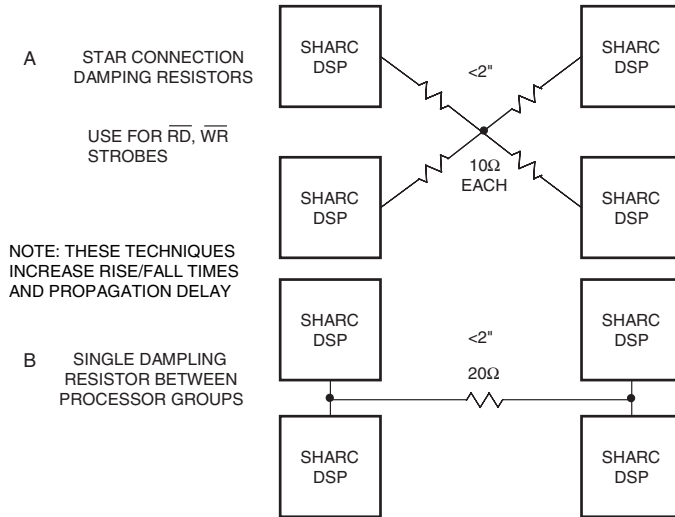 A
STAR CONNECTION
DAMPING RESISTORS
USE FOR R̅D̅, W̅R̅
STROBES
SHARC
DSP
SHARC
DSP
<2"
10Ω
EACH
SHARC
DSP
SHARC
DSP
NOTE: THESE TECHNIQUES
INCREASE RISE/FALL TIMES
AND PROPAGATION DELAY
B
SINGLE DAMPLING
RESISTOR BETWEEN
PROCESSOR GROUPS
SHARC
DSP
SHARC
DSP
<2"
20Ω
SHARC
DSP
SHARC
DSP